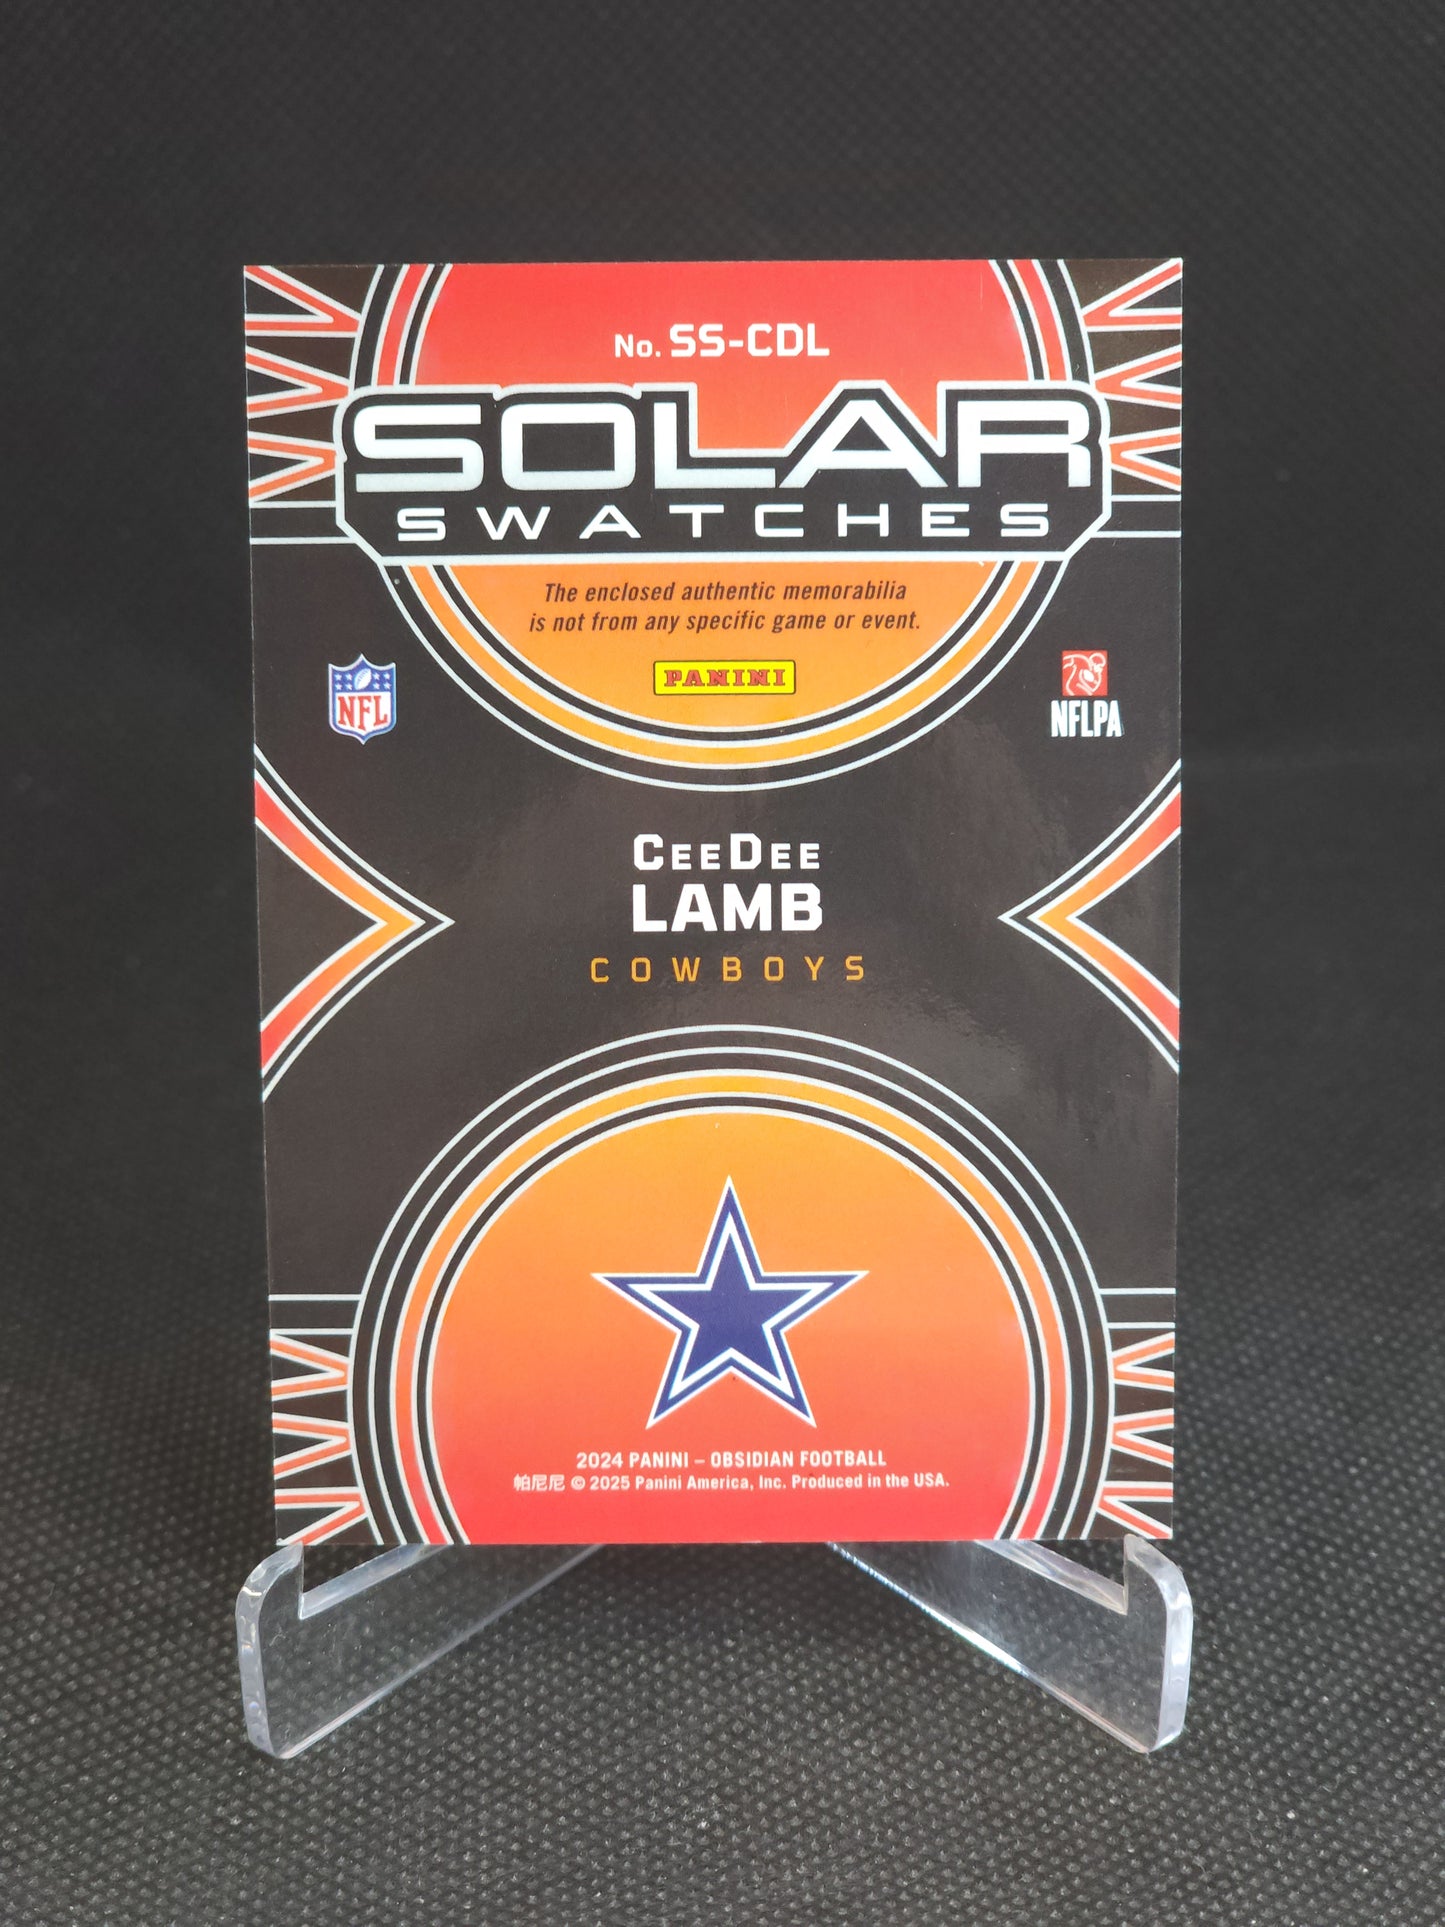 No. SS-CDL
SOLAR
SWATCHES
The enclosed authentic memorabilia
is not from any specific game or event.
PANINI
NFL
NFLPA
CEEDEE
LAMB
COWBOYS
2024 PANINI – OBSIDIAN FOOTBALL
帕尼尼 © 2025 Panini America, Inc. Produced in the USA.